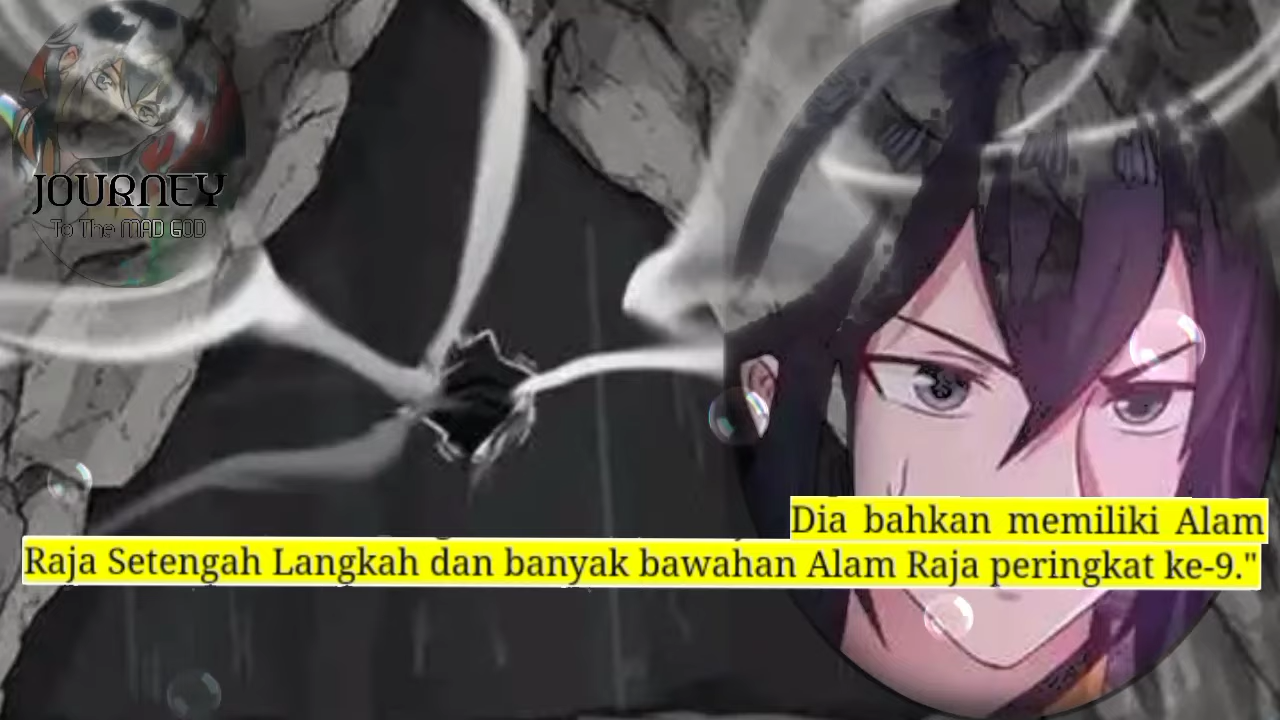 JOURNEY
To The MAD GOD
Dia bahkan memiliki Alam
Raja Setengah Langkah dan banyak bawahan Alam Raja peringkat ke-9."